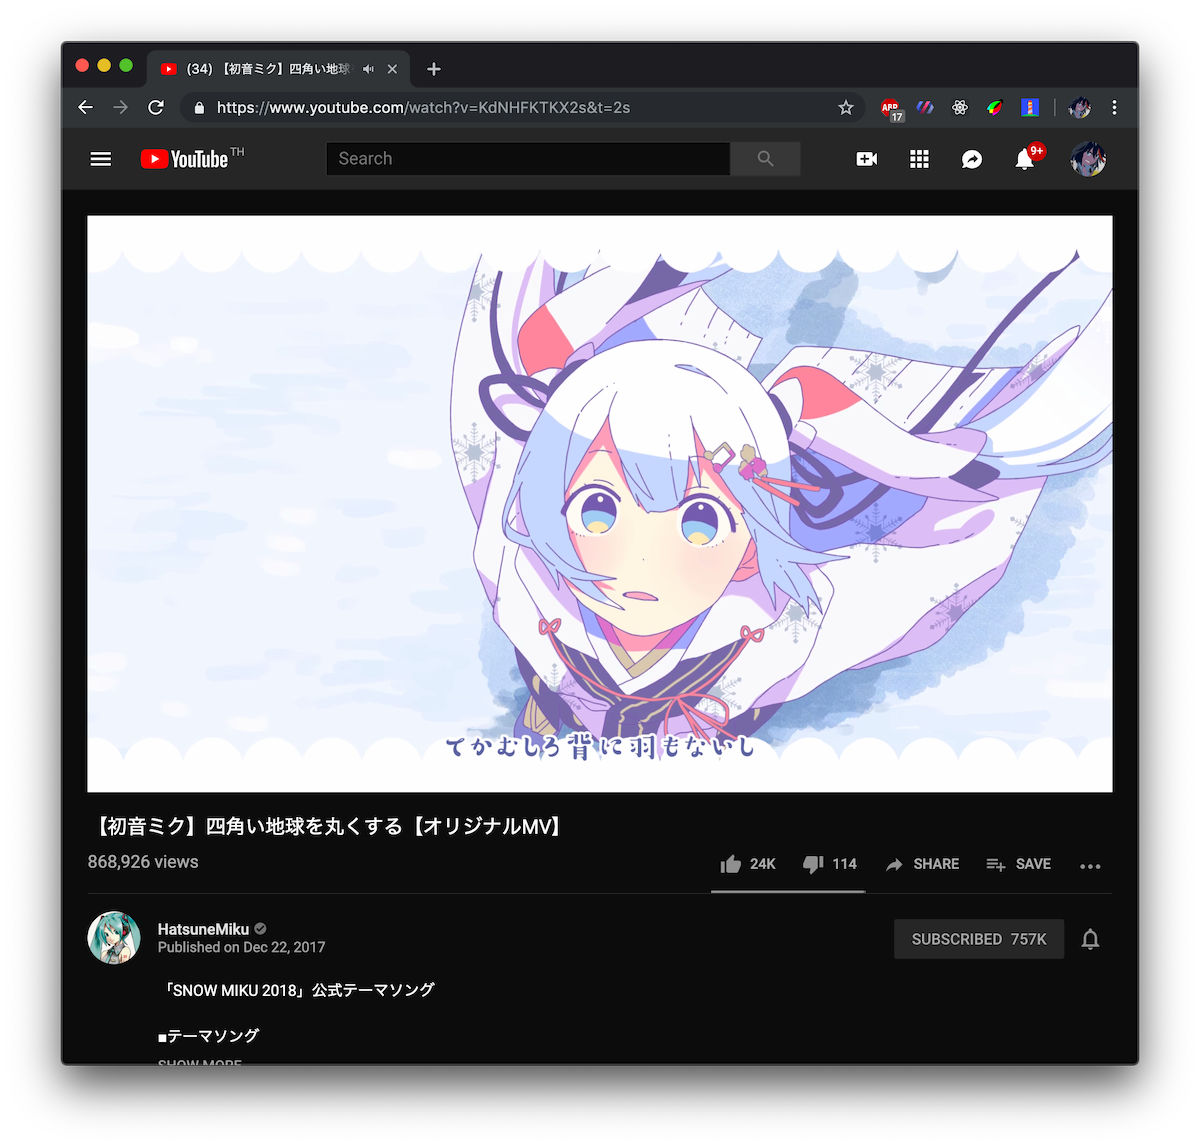 (34) 【初音ミク】四角い地球
https://www.youtube.com/watch?v=KdNHFKTKX2s&t=2s
ABP
17
YouTube TH
Search
9+
てかむしろ背に羽もないし
【初音ミク】四角い地球を丸くする【オリジナルMV】
868,926 views
24K
114
SHARE
SAVE
HatsuneMiku
Published on Dec 22, 2017
SUBSCRIBED 757K
「SNOW MIKU 2018」公式テーマソング
■テーマソング
SHOW MORE